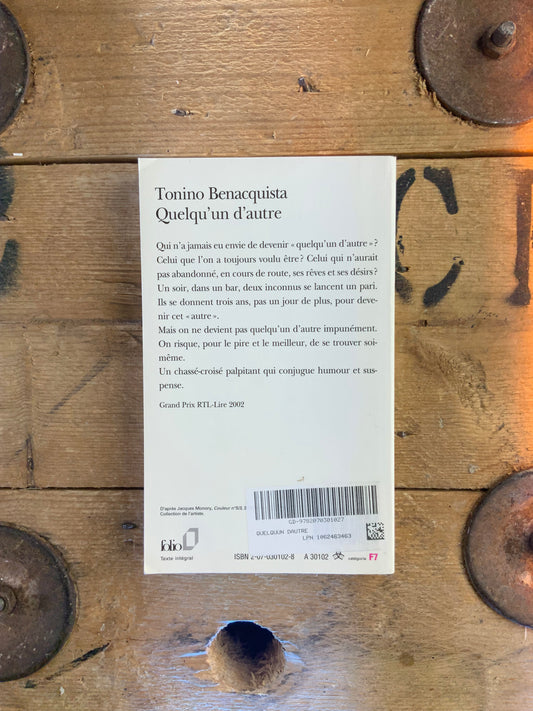 Tonino Benacquista
Quelqu'un d'autre
Qui n'a jamais eu envie de devenir « quelqu'un d'autre » ?
Celui que l'on a toujours voulu être ? Celui qui n'aurait
pas abandonné, en cours de route, ses rêves et ses désirs ?
Un soir, dans un bar, deux inconnus se lancent un pari.
Ils se donnent trois ans, pas un jour de plus, pour deve-
nir cet « autre ».
Mais on ne devient pas quelqu'un d'autre impunément.
On risque, pour le pire et le meilleur, de se trouver soi-
même.
Un chassé-croisé palpitant qui conjugue humour et sus-
pense.
Grand Prix RTL-Lire 2002
D'après Jacques Monory, Couleur n°
Collection de l'artiste.
GD-9782070301027
QUELQUUN DAUTRE
LPN 1062463463
folio
Texte intégral
ISBN 2-07-030102-8 A 30102 catégorie F7
C